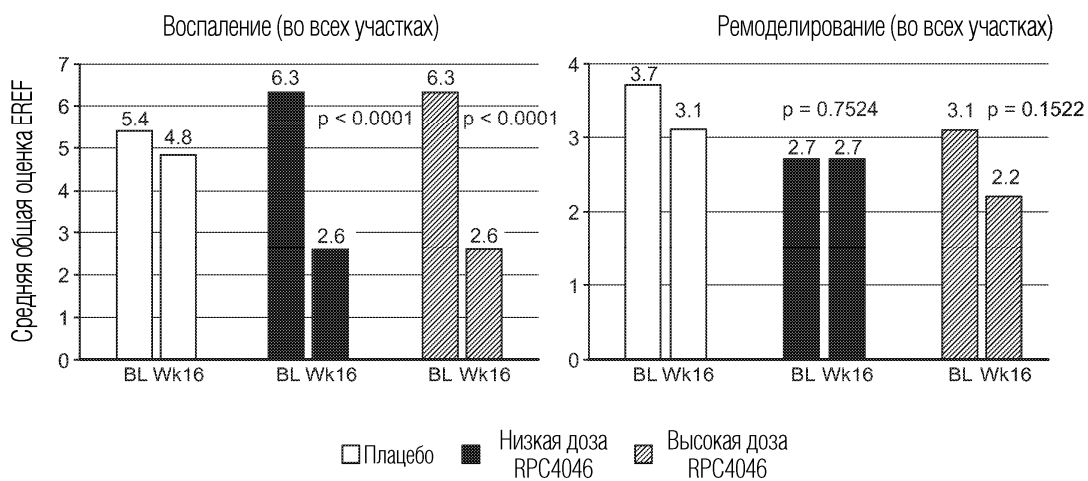 Воспаление (во всех участках)
Ремоделирование (во всех участках)
Средняя общая оценка EREF
7
6
5
4
3
2
1
0
5.4
4.8
6.3
p < 0.0001
2.6
6.3
p < 0.0001
2.6
BL Wk16
BL Wk16
BL Wk16
4
3
2
1
0
3.7
3.1
p = 0.7524
2.7
2.7
3.1
p = 0.1522
2.2
BL Wk16
BL Wk16
BL Wk16
Плацебо
Низкая доза
RPC4046
Высокая доза
RPC4046